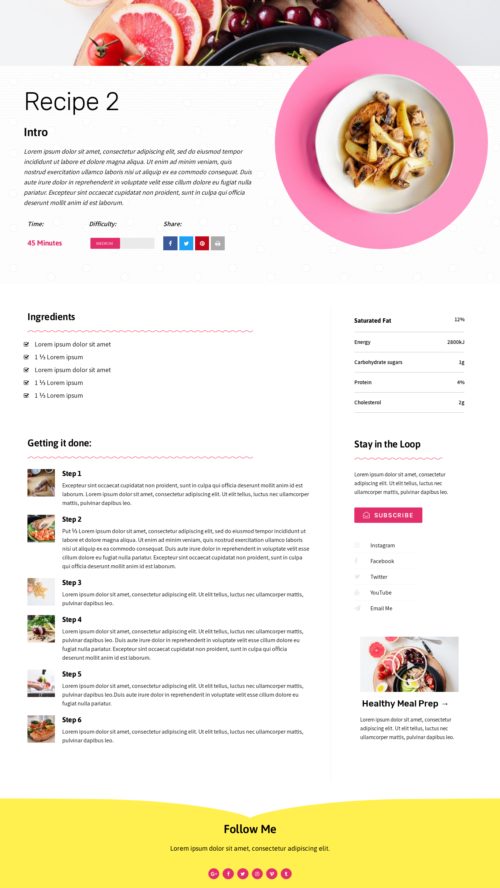 Recipe 2
Intro
Lorem ipsum dolor sit amet, consectetur adipiscing elit, sed do eiusmod tempor
incididunt ut labore et dolore magna aliqua. Ut enim ad minim veniam, quis
nostrud exercitation ullamco laboris nisi ut aliquip ex ea commodo consequat. Duis
aute irure dolor in reprehenderit in voluptate velit esse cillum dolore eu fugiat nulla
pariatur. Excepteur sint occaecat cupidatat non proident, sunt in culpa qui officia
deserunt mollit anim id est laborum.
Time: Difficulty: Share:
45 Minutes MEDIUM
Ingredients
Lorem ipsum dolor sit amet
1 ⅓ Lorem ipsum
Lorem ipsum dolor sit amet
1 ⅓ Lorem ipsum
1 ⅓ Lorem ipsum
Saturated Fat 12%
Energy 2800kJ
Carbohydrate sugars 1g
Protein 4%
Cholesterol 2g
Getting it done:
Step 1
Excepteur sint occaecat cupidatat non proident, sunt in culpa qui officia deserunt mollit anim id est
laborum. Lorem ipsum dolor sit amet, consectetur adipiscing elit. Ut elit tellus, luctus nec
ullamcorper mattis, pulvinar dapibus leo.
Step 2
Put ⅓ Lorem ipsum dolor sit amet, consectetur adipiscing elit, sed do eiusmod tempor incididunt ut
labore et dolore magna aliqua. Ut enim ad minim veniam, quis nostrud exercitation ullamco laboris
nisi ut aliquip ex ea commodo consequat. Duis aute irure dolor in reprehenderit in voluptate velit esse
cillum dolore eu fugiat nulla pariatur. Excepteur sint occaecat cupidatat non proident, sunt in culpa
qui officia deserunt mollit anim id est laborum.
Step 3
Lorem ipsum dolor sit amet, consectetur adipiscing elit. Ut elit tellus, luctus nec ullamcorper mattis,
pulvinar dapibus leo.
Step 4
Lorem ipsum dolor sit amet, consectetur adipiscing elit. Ut elit tellus, luctus nec ullamcorper mattis,
pulvinar dapibus leo. Duis aute irure dolor in reprehenderit in voluptate velit esse cillum dolore eu
fugiat nulla pariatur. Excepteur sint occaecat cupidatat non proident, sunt in culpa qui officia
deserunt mollit anim id est laborum.
Step 5
Lorem ipsum dolor sit amet, consectetur adipiscing elit. Ut elit tellus, luctus nec ullamcorper mattis,
pulvinar dapibus leo. Lorem ipsum dolor sit amet, consectetur adipiscing elit. Ut elit tellus, luctus nec
ullamcorper mattis.
Step 6
Lorem ipsum dolor sit amet, consectetur adipiscing elit. Ut elit tellus, luctus nec ullamcorper mattis,
pulvinar dapibus leo.
Stay in the Loop
Lorem ipsum dolor sit amet, consectetur
adipiscing elit. Ut elit tellus, luctus nec
ullamcorper mattis, pulvinar dapibus leo.
SUBSCRIBE
Instagram
Facebook
Twitter
YouTube
Email Me
Healthy Meal Prep →
Lorem ipsum dolor sit amet, consectetur
adipiscing elit. Ut elit tellus, luctus nec
ullamcorper mattis, pulvinar dapibus leo.
Follow Me
Lorem ipsum dolor sit amet, consectetur adipiscing elit.